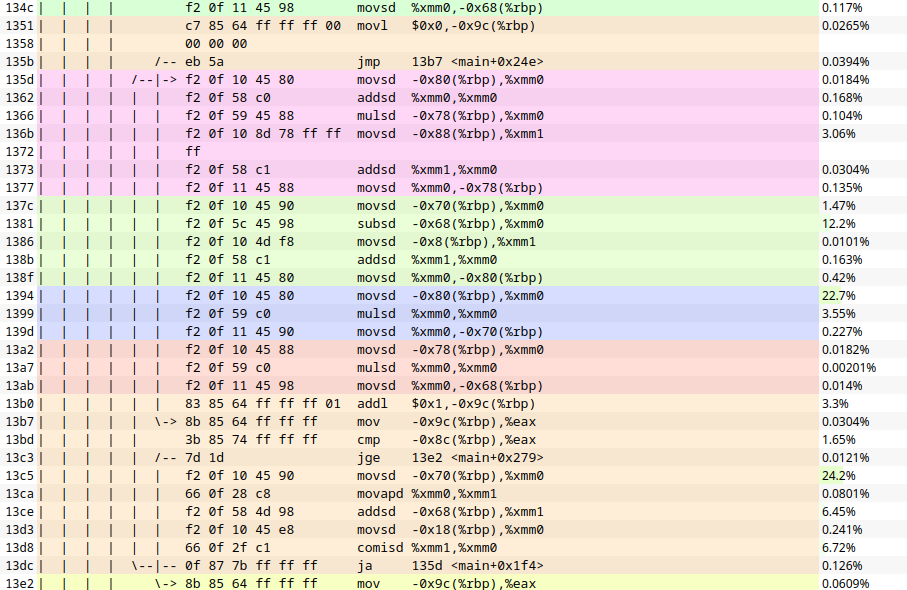 134c | | | | f2 0f 11 45 98 movsd %xmm0,-0x68(%rbp) 0.117%
1351 | | | | c7 85 64 ff ff ff 00 movl $0x0,-0x9c(%rbp) 0.0265%
1358 | | | | 00 00 00
135b | | | | /-- eb 5a jmp 13b7 <main+0x24e> 0.0394%
135d | | | | /--|-> f2 0f 10 45 80 movsd -0x80(%rbp),%xmm0 0.0184%
1362 | | | | | | f2 0f 58 c0 addsd %xmm0,%xmm0 0.168%
1366 | | | | | | f2 0f 59 45 88 mulsd -0x78(%rbp),%xmm0 0.104%
136b | | | | | | f2 0f 10 8d 78 ff ff movsd -0x88(%rbp),%xmm1 3.06%
1372 | | | | | | ff
1373 | | | | | | f2 0f 58 c1 addsd %xmm1,%xmm0 0.0304%
1377 | | | | | | f2 0f 11 45 88 movsd %xmm0,-0x78(%rbp) 0.135%
137c | | | | | | f2 0f 10 45 90 movsd -0x70(%rbp),%xmm0 1.47%
1381 | | | | | | f2 0f 5c 45 98 subsd -0x68(%rbp),%xmm0 12.2%
1386 | | | | | | f2 0f 10 4d f8 movsd -0x8(%rbp),%xmm1 0.0101%
138b | | | | | | f2 0f 58 c1 addsd %xmm1,%xmm0 0.163%
138f | | | | | | f2 0f 11 45 80 movsd %xmm0,-0x80(%rbp) 0.42%
1394 | | | | | | f2 0f 10 45 80 movsd -0x80(%rbp),%xmm0 22.7%
1399 | | | | | | f2 0f 59 c0 mulsd %xmm0,%xmm0 3.55%
139d | | | | | | f2 0f 11 45 90 movsd %xmm0,-0x70(%rbp) 0.227%
13a2 | | | | | | f2 0f 10 45 88 movsd -0x78(%rbp),%xmm0 0.0182%
13a7 | | | | | | f2 0f 59 c0 mulsd %xmm0,%xmm0 0.00201%
13ab | | | | | | f2 0f 11 45 98 movsd %xmm0,-0x68(%rbp) 0.014%
13b0 | | | | | | 83 85 64 ff ff ff 01 addl $0x1,-0x9c(%rbp) 3.3%
13b7 | | | | | \-> 8b 85 64 ff ff ff mov -0x9c(%rbp),%eax 0.0304%
13bd | | | | | 3b 85 74 ff ff ff cmp -0x8c(%rbp),%eax 1.65%
13c3 | | | | | /-- 7d 1d jge 13e2 <main+0x279> 0.0121%
13c5 | | | | | | f2 0f 10 45 90 movsd -0x70(%rbp),%xmm0 24.2%
13ca | | | | | | 66 0f 28 c8 movapd %xmm0,%xmm1 0.0801%
13ce | | | | | | f2 0f 58 4d 98 addsd -0x68(%rbp),%xmm1 6.45%
13d3 | | | | | | f2 0f 10 45 e8 movsd -0x18(%rbp),%xmm0 0.241%
13d8 | | | | | | 66 0f 2f c1 comisd %xmm1,%xmm0 6.72%
13dc | | | | \--|-- 0f 87 7b ff ff ff ja 135d <main+0x1f4> 0.126%
13e2 | | | | \-> 8b 85 64 ff ff ff mov -0x9c(%rbp),%eax 0.0609%